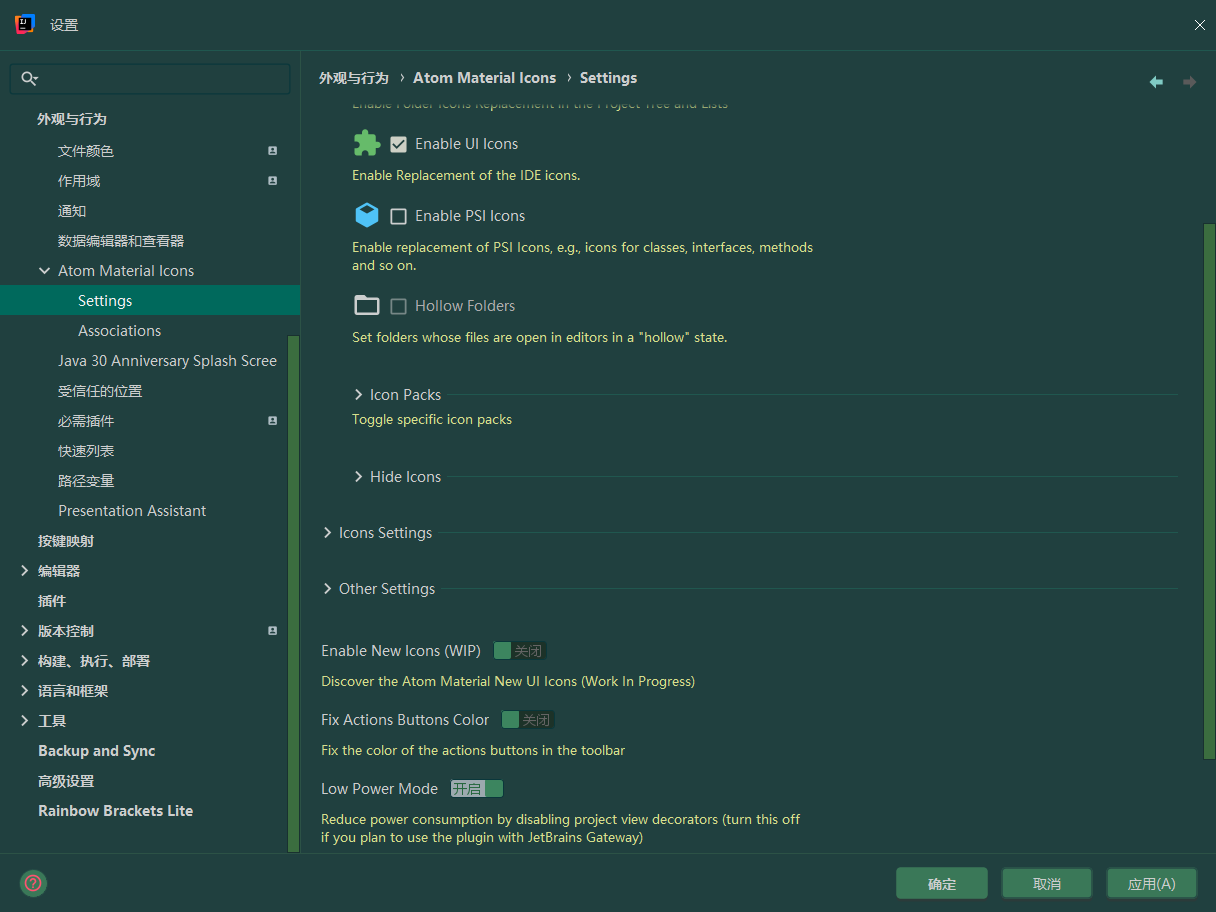 设置
外观与行为
文件颜色
作用域
通知
数据编辑器和查看器
Atom Material Icons
Settings
Associations
Java 30 Anniversary Splash Scree
受信任的位置
必需插件
快速列表
路径变量
Presentation Assistant
按键映射
编辑器
插件
版本控制
构建、执行、部署
语言和框架
工具
Backup and Sync
高级设置
Rainbow Brackets Lite
外观与行为 › Atom Material Icons › Settings
Enable Folder Icons Replacement in the Project Tree and Lists
Enable UI Icons
Enable Replacement of the IDE icons.
Enable PSI Icons
Enable replacement of PSI Icons, e.g., icons for classes, interfaces, methods
and so on.
Hollow Folders
Set folders whose files are open in editors in a "hollow" state.
Icon Packs
Toggle specific icon packs
Hide Icons
Icons Settings
Other Settings
Enable New Icons (WIP) 关闭
Discover the Atom Material New UI Icons (Work In Progress)
Fix Actions Buttons Color 关闭
Fix the color of the actions buttons in the toolbar
Low Power Mode 开启
Reduce power consumption by disabling project view decorators (turn this off
if you plan to use the plugin with JetBrains Gateway)
确定 取消 应用(A)